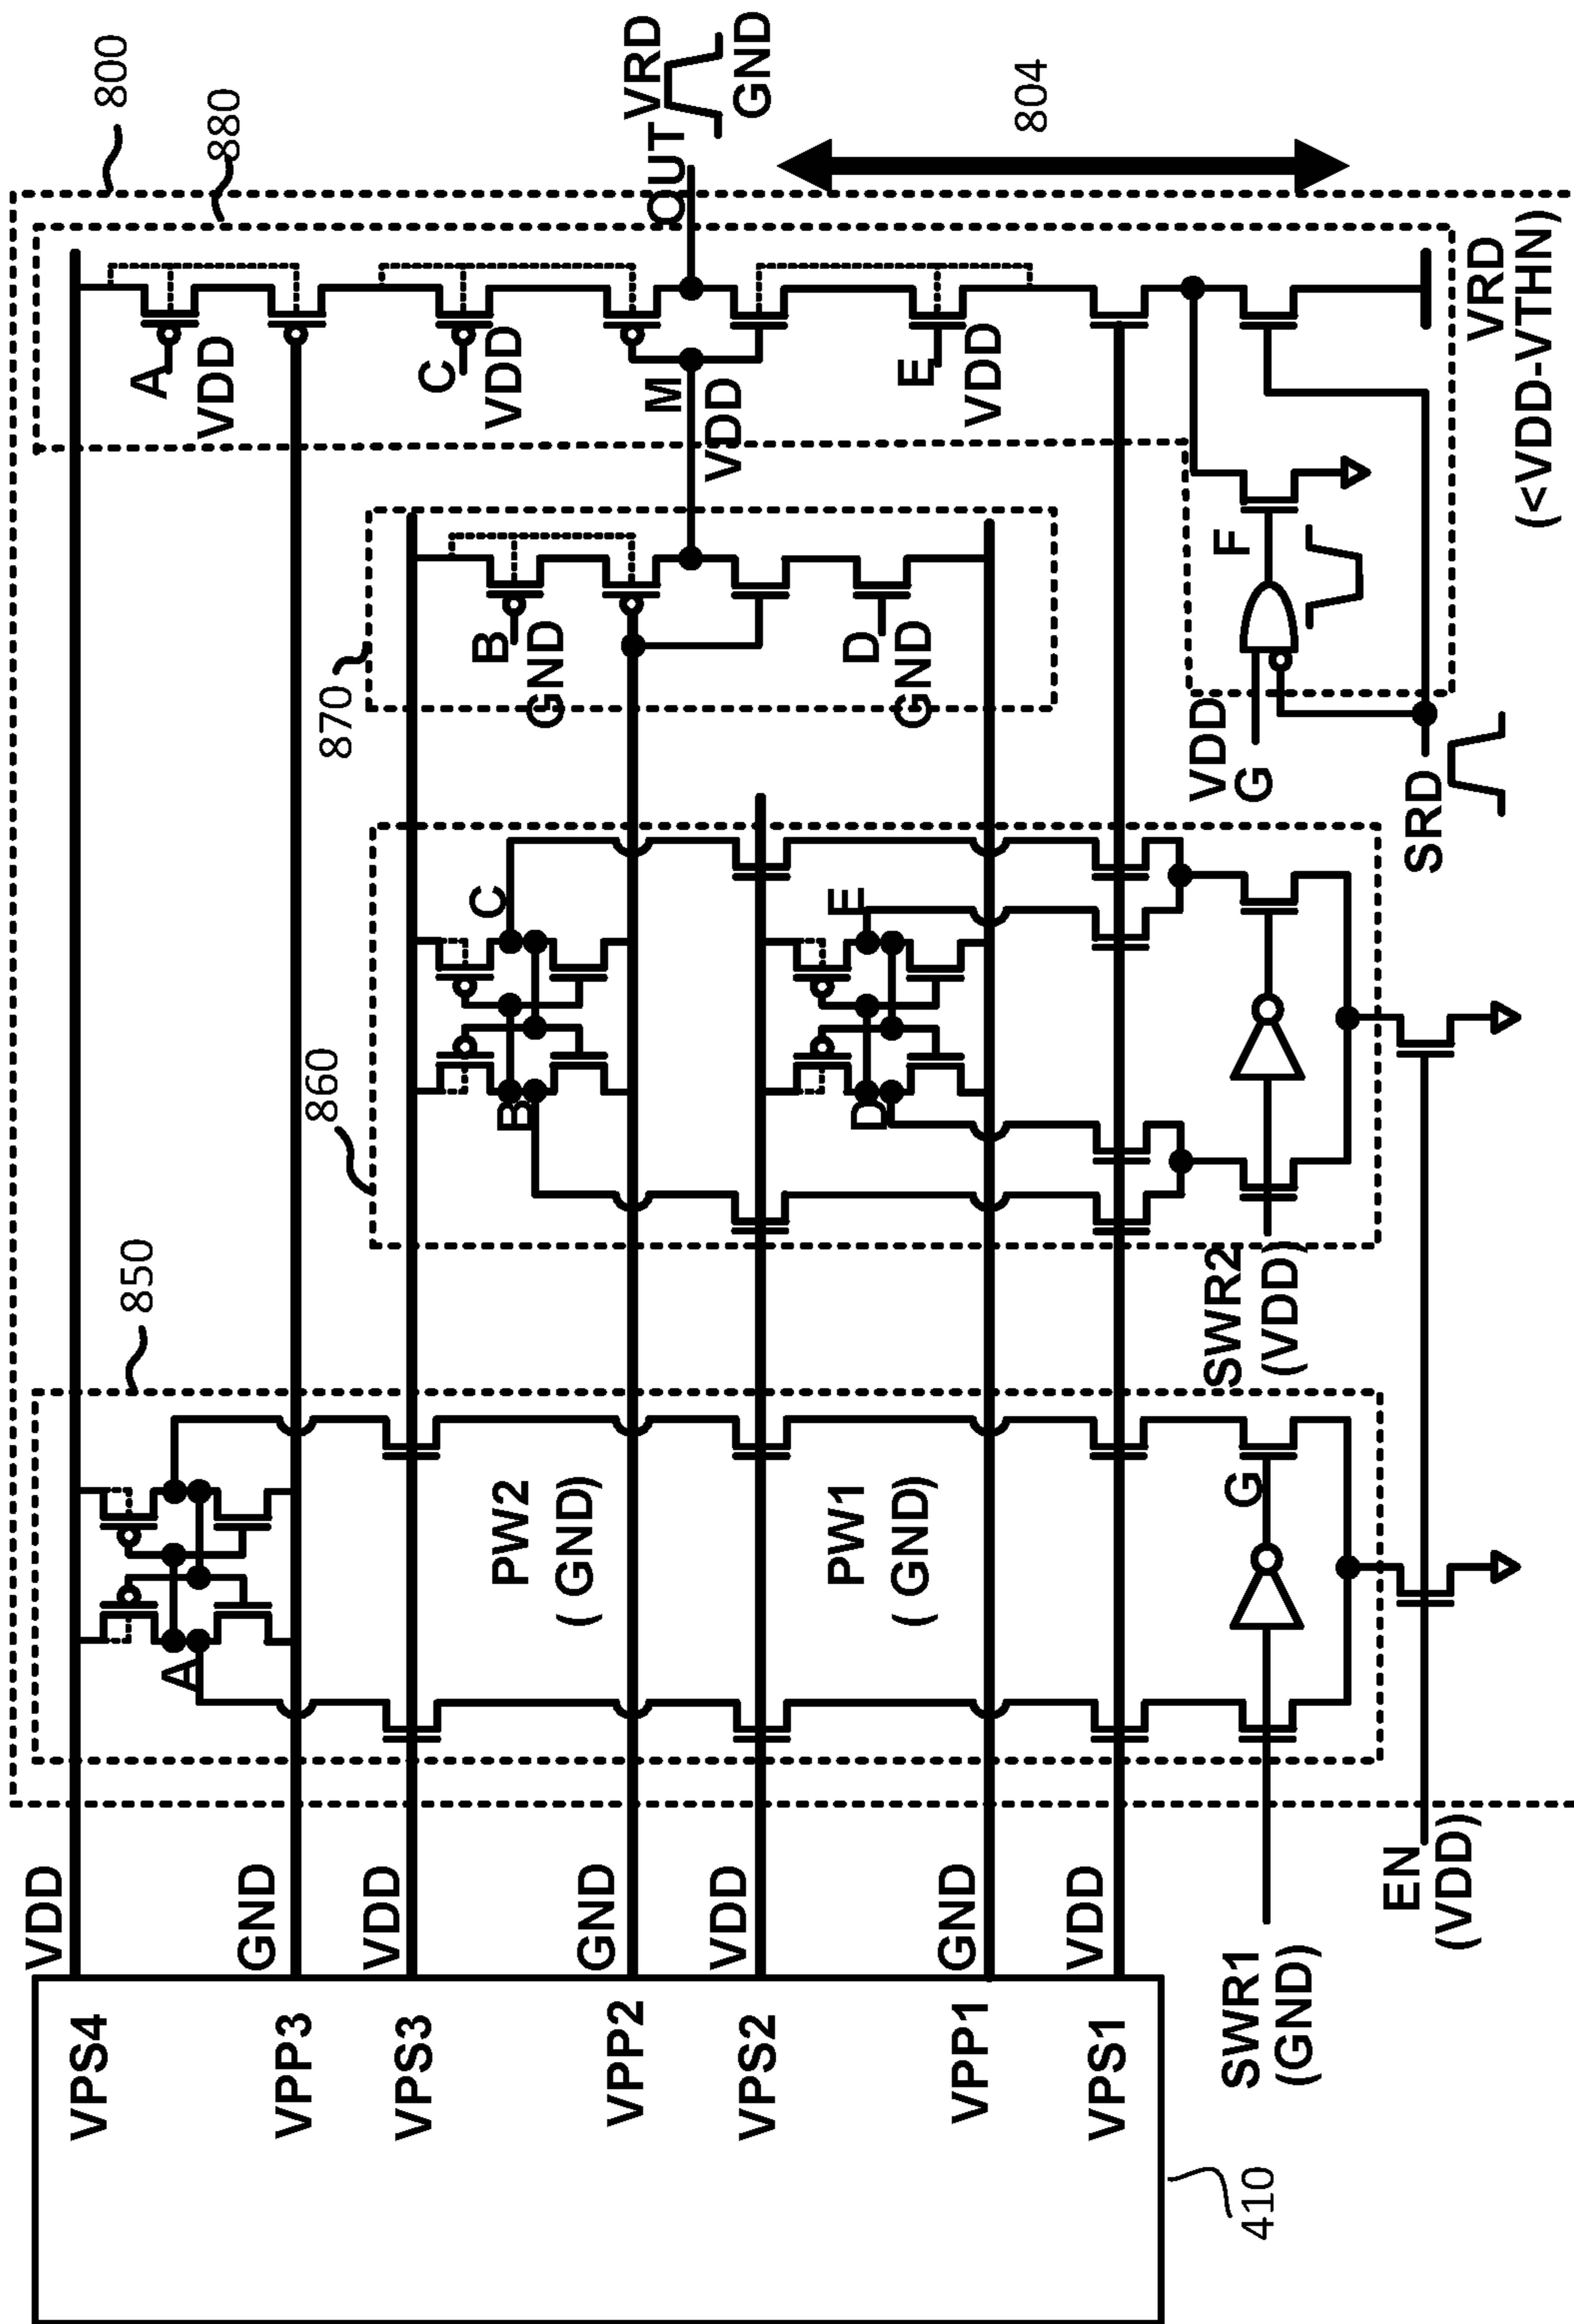 800
880
VRD
GND
OUT
804
A
VDD
C
VDD
M
VDD
E
VDD
VRD
(<VDD-VTHN)
870
B
GND
D
GND
F
VDD
G
SRD
860
C
B
E
D
SWR2
(VDD)
850
A
PW2
( GND)
PW1
( GND)
G
VDD
GND
VDD
GND
VDD
GND
VDD
EN
(VDD)
SWR1
(GND)
VPS4
VPP3
VPS3
VPP2
VPS2
VPP1
VPS1
410